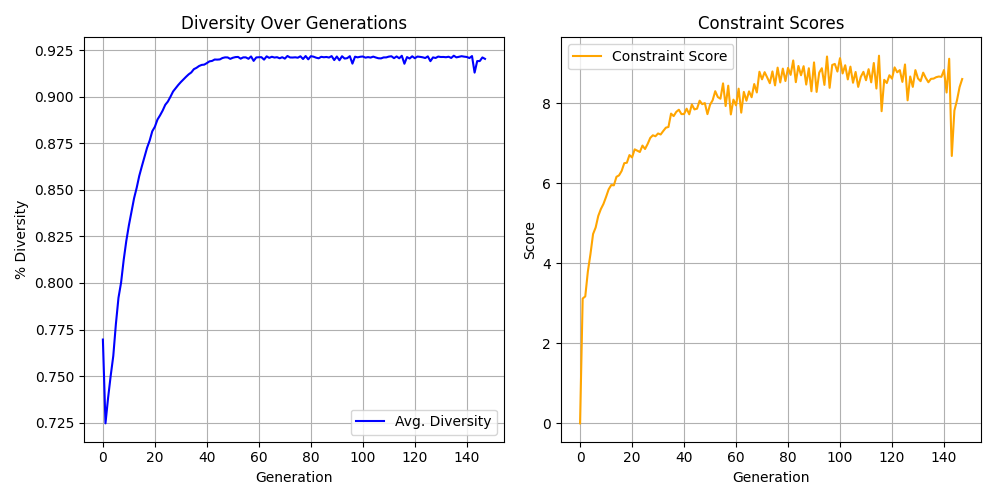 Diversity Over Generations
% Diversity
0.925
0.900
0.875
0.850
0.825
0.800
0.775
0.750
0.725
0 20 40 60 80 100 120 140
Generation
Avg. Diversity
Constraint Scores
Score
8
6
4
2
0
0 20 40 60 80 100 120 140
Generation
Constraint Score